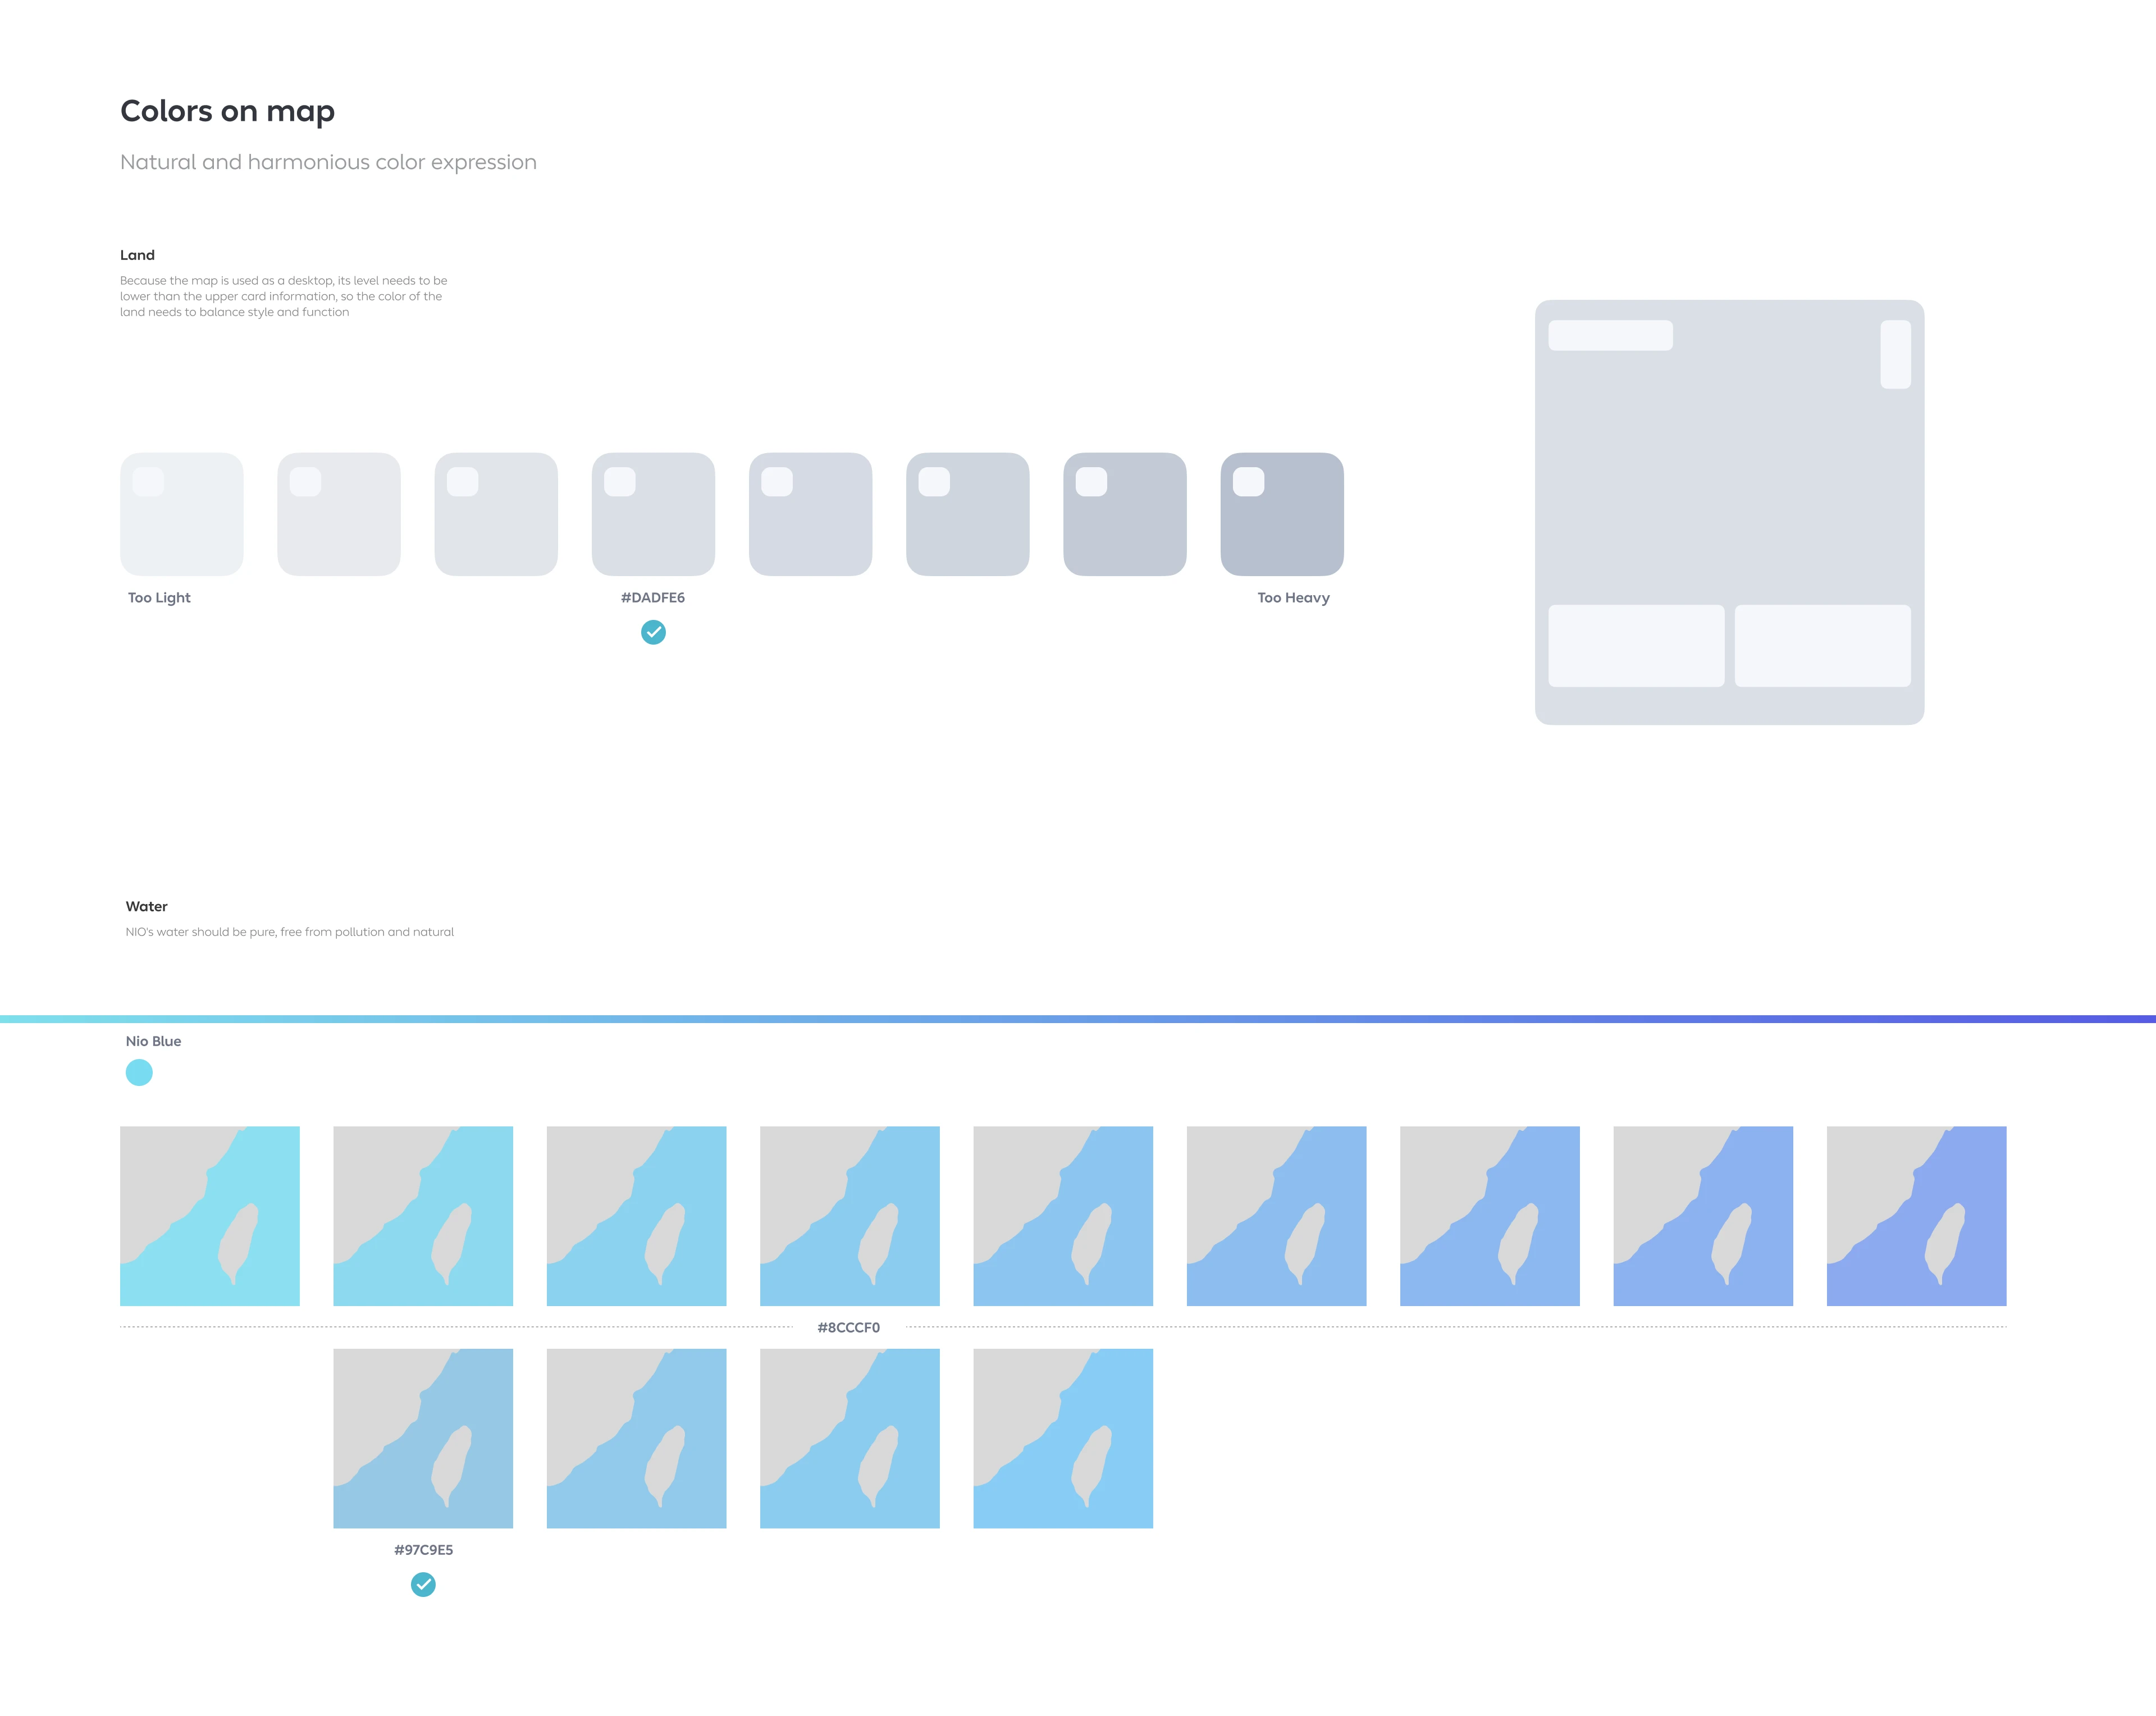 Colors on map
Natural and harmonious color expression
Land
Because the map is used as a desktop, its level needs to be
lower than the upper card information, so the color of the
land needs to balance style and function
Too Light
#DADFE6
Too Heavy
Water
NIO's water should be pure, free from pollution and natural
Nio Blue
#8CCCF0
#97C9E5